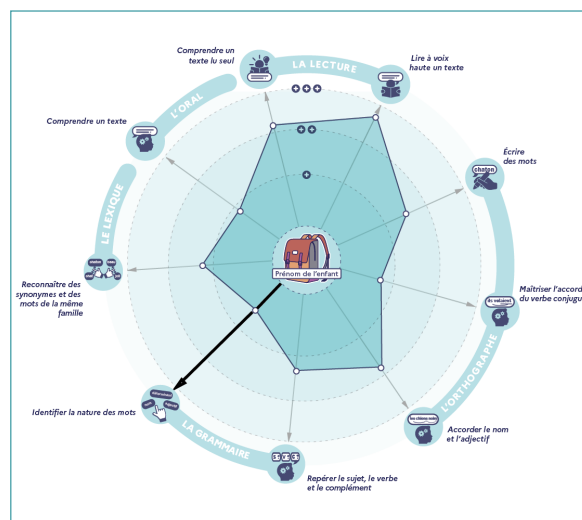 Comprendre un
texte lu seul
LA LECTURE
Lire à voix
haute un texte
L'ORAL
Comprendre un texte
Écrire
des mots
chaton
LE LEXIQUE
Prénom de l'enfant
Reconnaître des
synonymes et des
mots de la même
famille
Maîtriser l'accord
du verbe conjugu
L'ORTHOGRAPHE
Identifier la nature des mots
LA GRAMMAIRE
Accorder le nom
et l'adjectif
S V C
Repérer le sujet, le verbe
et le complément